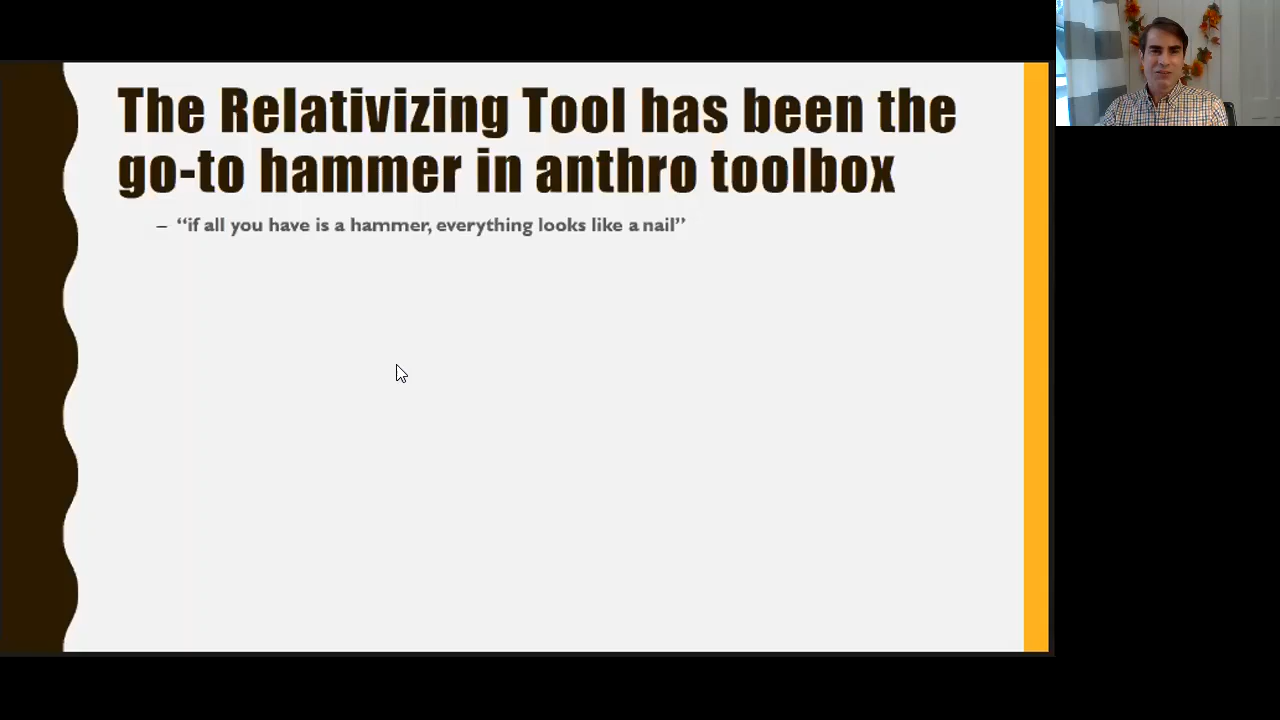 The Relativizing Tool has been the
go-to hammer in anthro toolbox
– “if all you have is a hammer, everything looks like a nail”